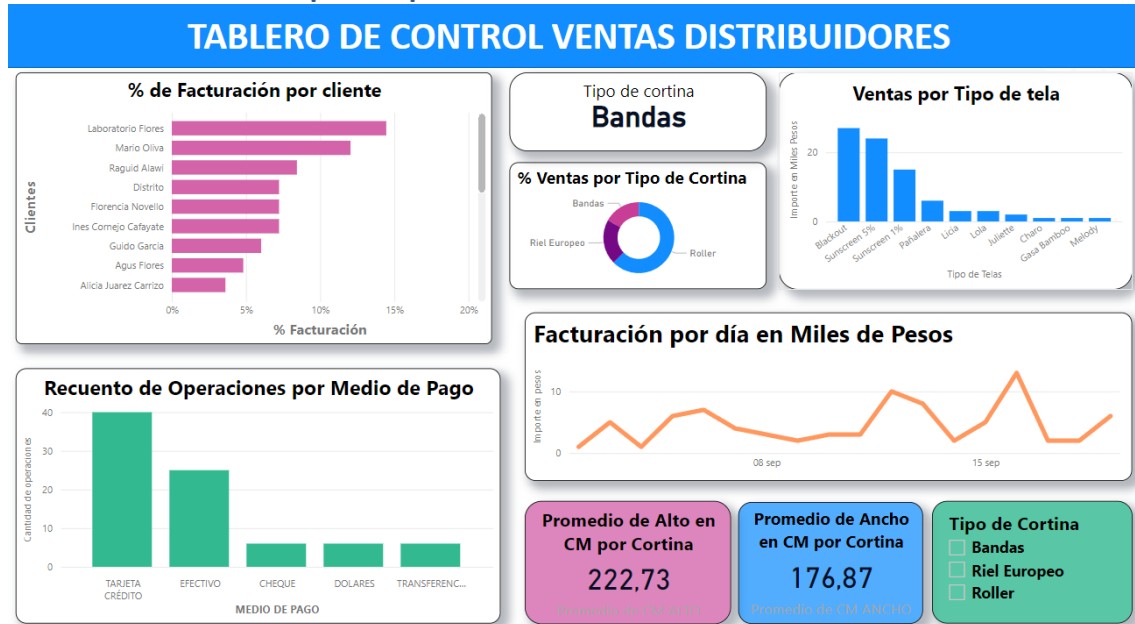 TABLERO DE CONTROL VENTAS DISTRIBUIDORES
% de Facturación por cliente
Clientes
Laboratorio Flores
Mario Oliva
Raguid Alawi
Distrito
Florencia Novello
Ines Cornejo Cafayate
Guido Garcia
Agus Flores
Alicia Juarez Carrizo
0% 5% 10% 15% 20%
% Facturación
Tipo de cortina
Bandas
% Ventas por Tipo de Cortina
Bandas
Riel Europeo
Roller
Ventas por Tipo de tela
Importe en Miles Pesos
20
0
Blackout
Sunscreen 5%
Sunscreen 1%
Pañalera
Licia
Lola
Juliette
Charo
Gasa Bamboo
Melody
Tipo de Telas
Facturación por día en Miles de Pesos
Importe en pesos
10
0
08 sep 15 sep
Recuento de Operaciones por Medio de Pago
Cantidad de operaciones
40
30
20
10
0
TARJETA
CRÉDITO
EFECTIVO
CHEQUE
DOLARES
TRANSFERENC...
MEDIO DE PAGO
Promedio de Alto en
CM por Cortina
222,73
Promedio de CM ALTO
Promedio de Ancho
en CM por Cortina
176,87
Promedio de CM ANCHO
Tipo de Cortina
Bandas
Riel Europeo
Roller